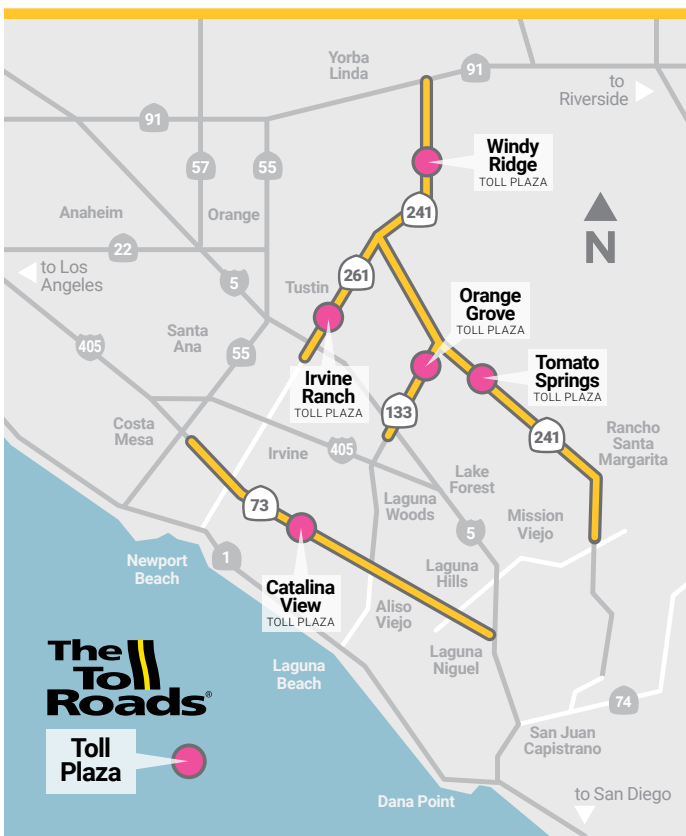 Yorba
Linda
91
to
Riverside
91
57
55
Windy
Ridge
TOLL PLAZA
241
Anaheim
Orange
22
N
to Los
Angeles
5
261
Tustin
Orange
Grove
TOLL PLAZA
405
Santa
Ana
55
Irvine
Ranch
TOLL PLAZA
Tomato
Springs
TOLL PLAZA
133
Costa
Mesa
241
Rancho
Santa
Margarita
Irvine
405
Lake
Forest
73
Laguna
Woods
Mission
Viejo
5
1
Newport
Beach
Laguna
Hills
Catalina
View
TOLL PLAZA
Aliso
Viejo
Laguna
Niguel
Laguna
Beach
The
Toll
Roads®
74
San Juan
Capistrano
Toll
Plaza
Dana Point
to San Diego